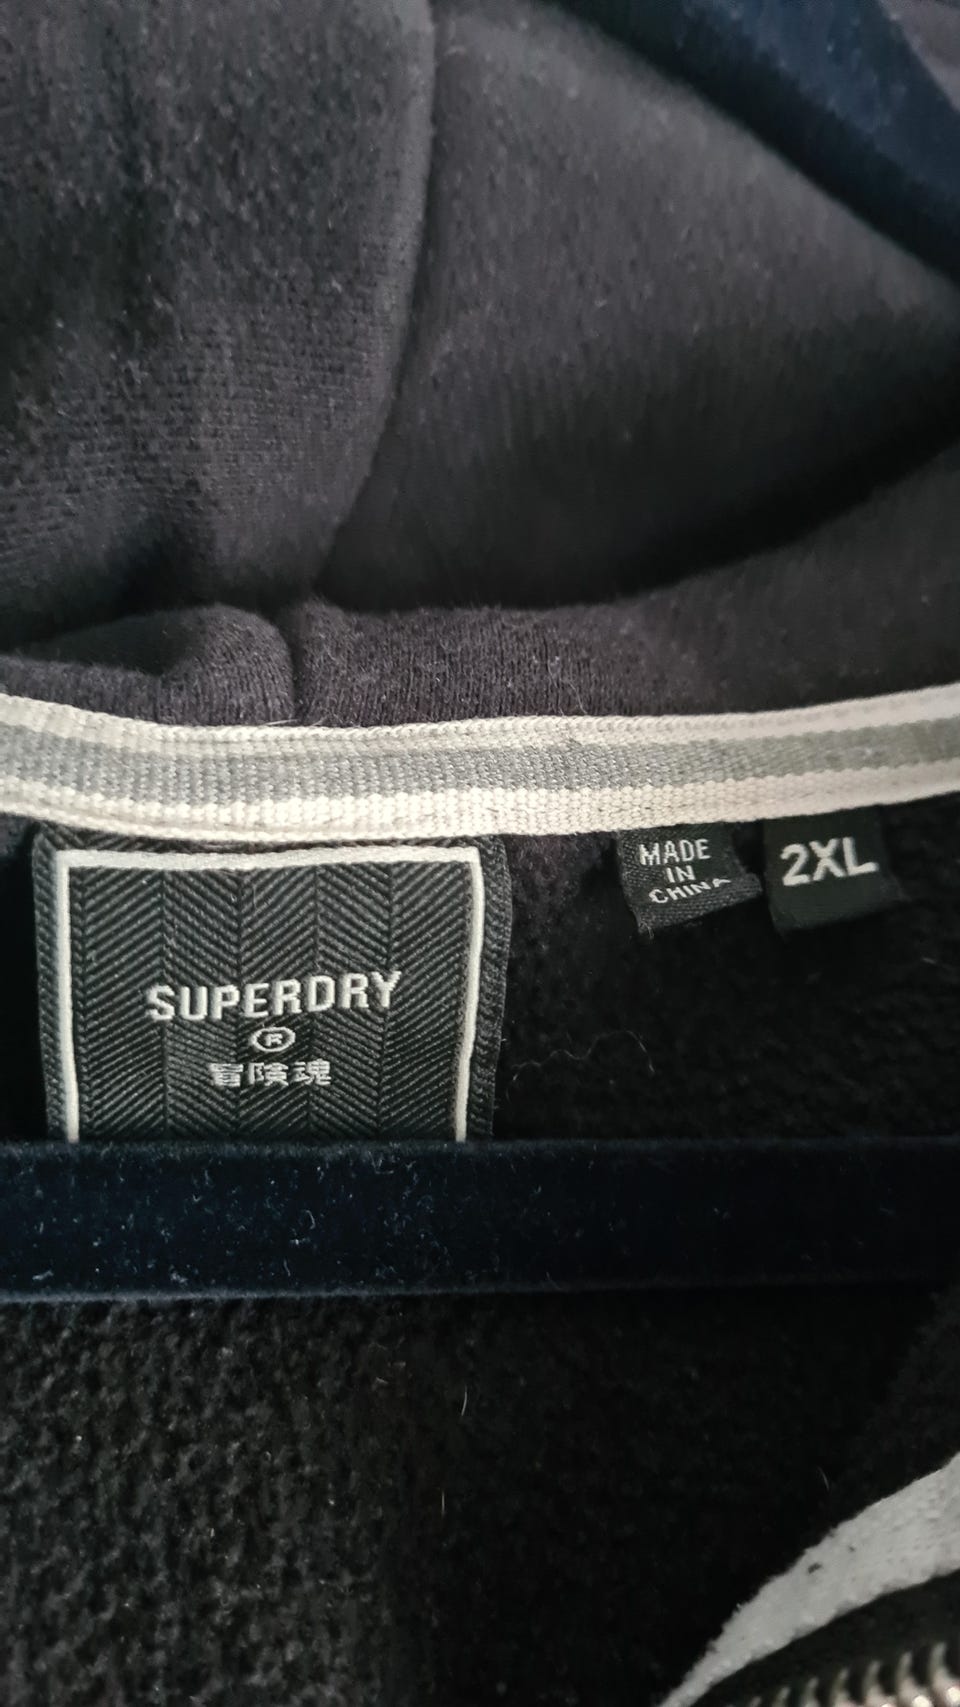 SUPERDRY
®
冒険魂
MADE
IN
CHINA
2XL